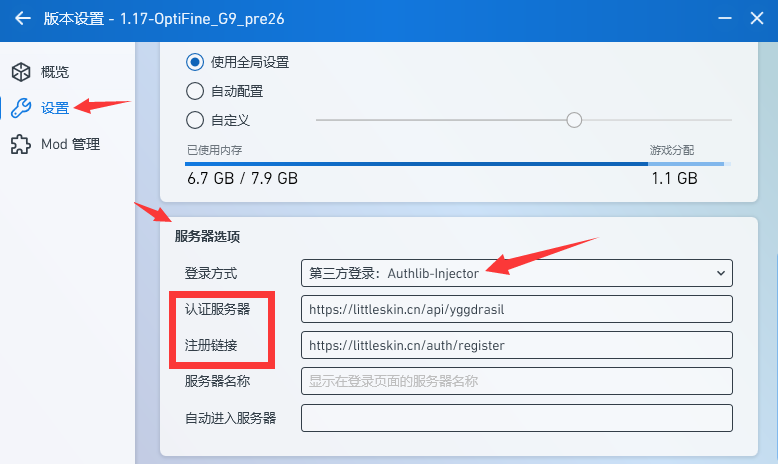 版本设置 - 1.17-OptiFine_G9_pre26
概览
设置
Mod 管理
使用全局设置
自动配置
自定义
已使用内存
游戏分配
6.7 GB / 7.9 GB
1.1 GB
服务器选项
登录方式
第三方登录：Authlib-Injector
认证服务器
https://littleskin.cn/api/yggdrasil
注册链接
https://littleskin.cn/auth/register
服务器名称
显示在登录页面的服务器名称
自动进入服务器